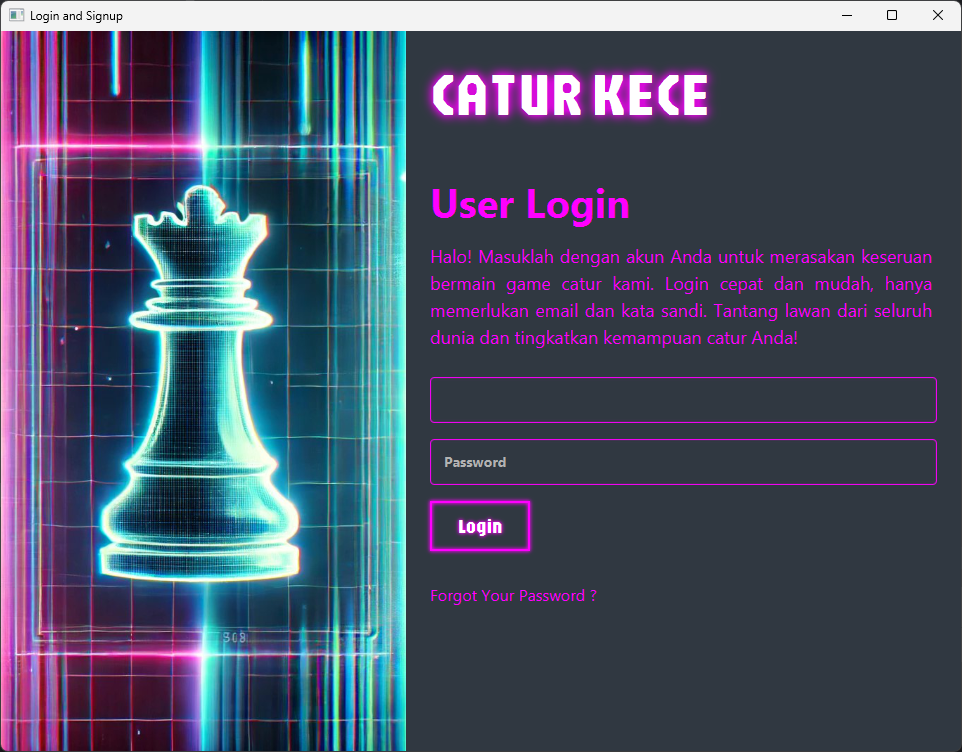 Login and Signup
CATUR KECE
User Login
Halo! Masuklah dengan akun Anda untuk merasakan keseruan
bermain game catur kami. Login cepat dan mudah, hanya
memerlukan email dan kata sandi. Tantang lawan dari seluruh
dunia dan tingkatkan kemampuan catur Anda!
Password
Login
Forgot Your Password ?